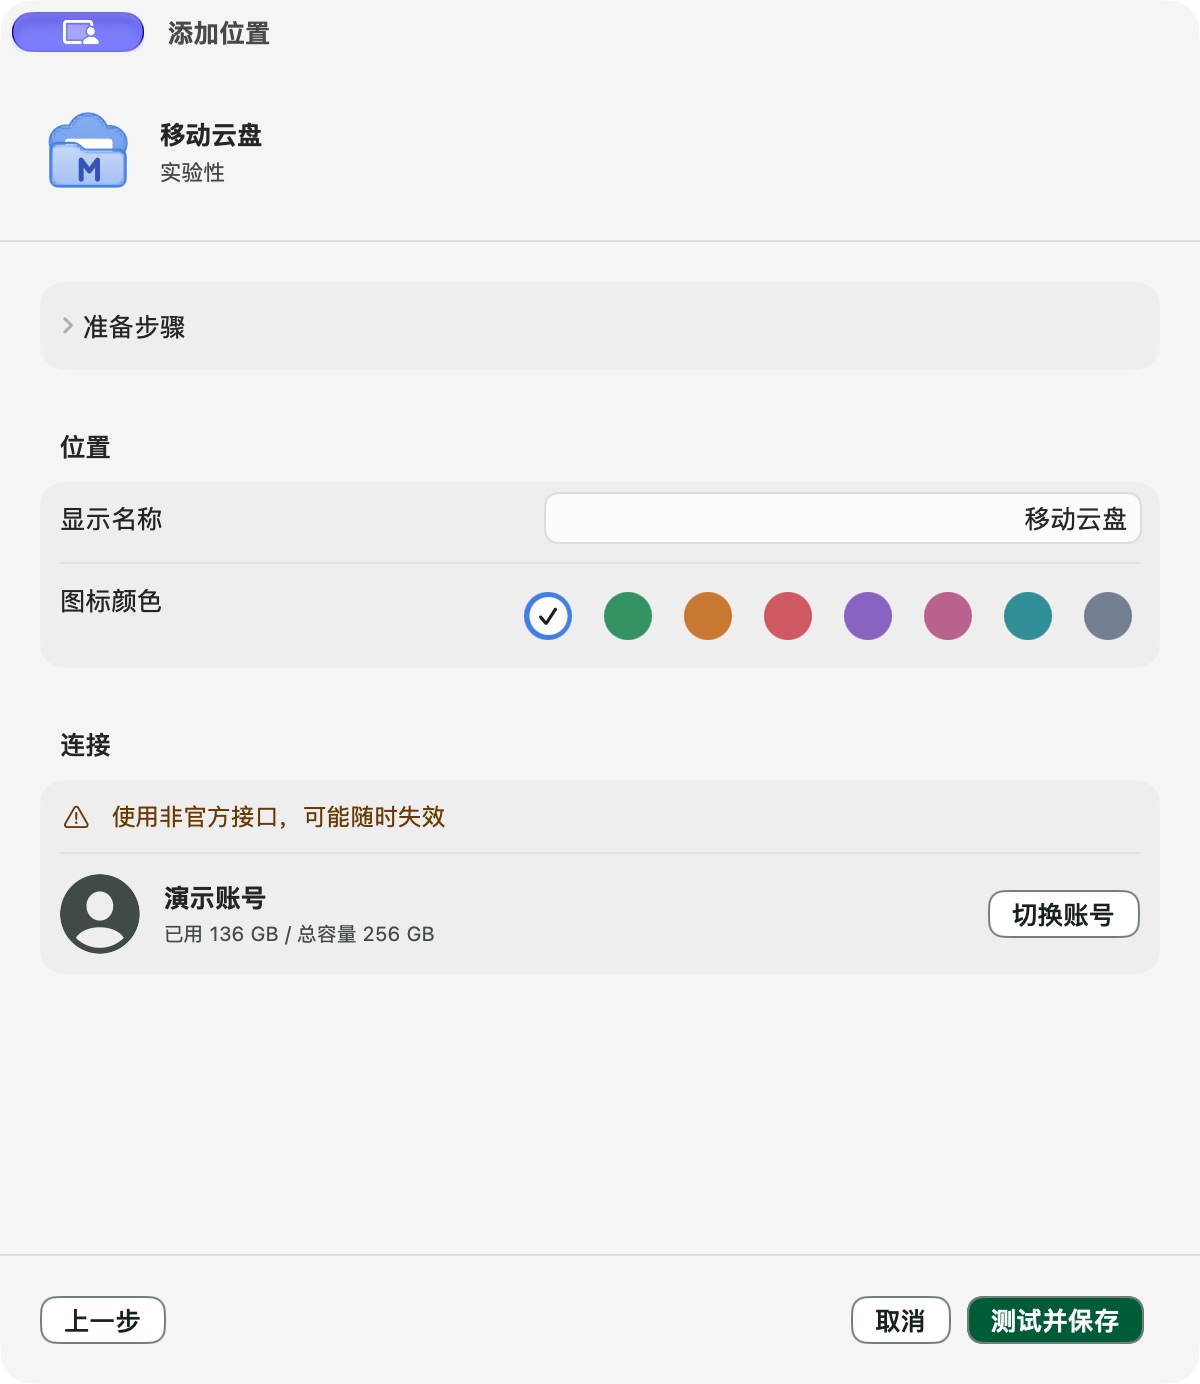 添加位置
移动云盘
实验性
M
准备步骤
位置
显示名称
移动云盘
图标颜色
连接
使用非官方接口，可能随时失效
演示账号
已用 136 GB / 总容量 256 GB
切换账号
上一步
取消
测试并保存